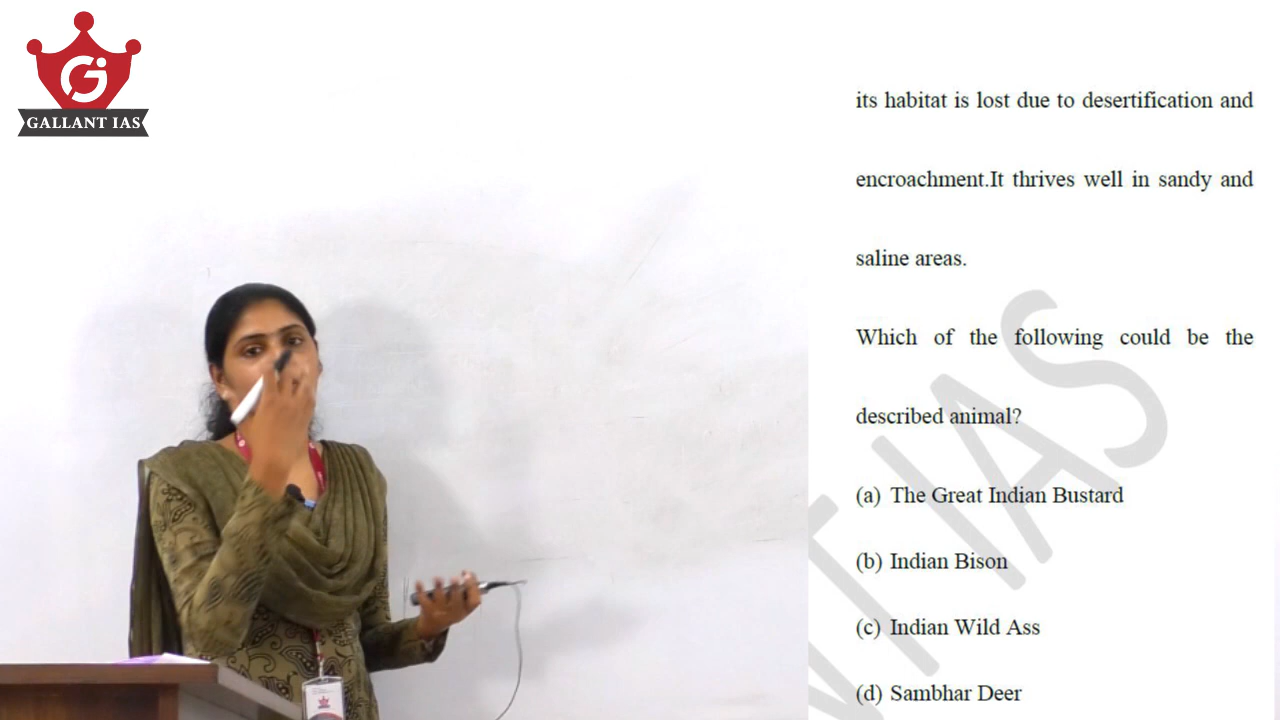 GALLANT IAS
its habitat is lost due to desertification and
encroachment.It thrives well in sandy and
saline areas.
Which of the following could be the
described animal?
(a) The Great Indian Bustard
(b) Indian Bison
(c) Indian Wild Ass
(d) Sambhar Deer
NT IAS